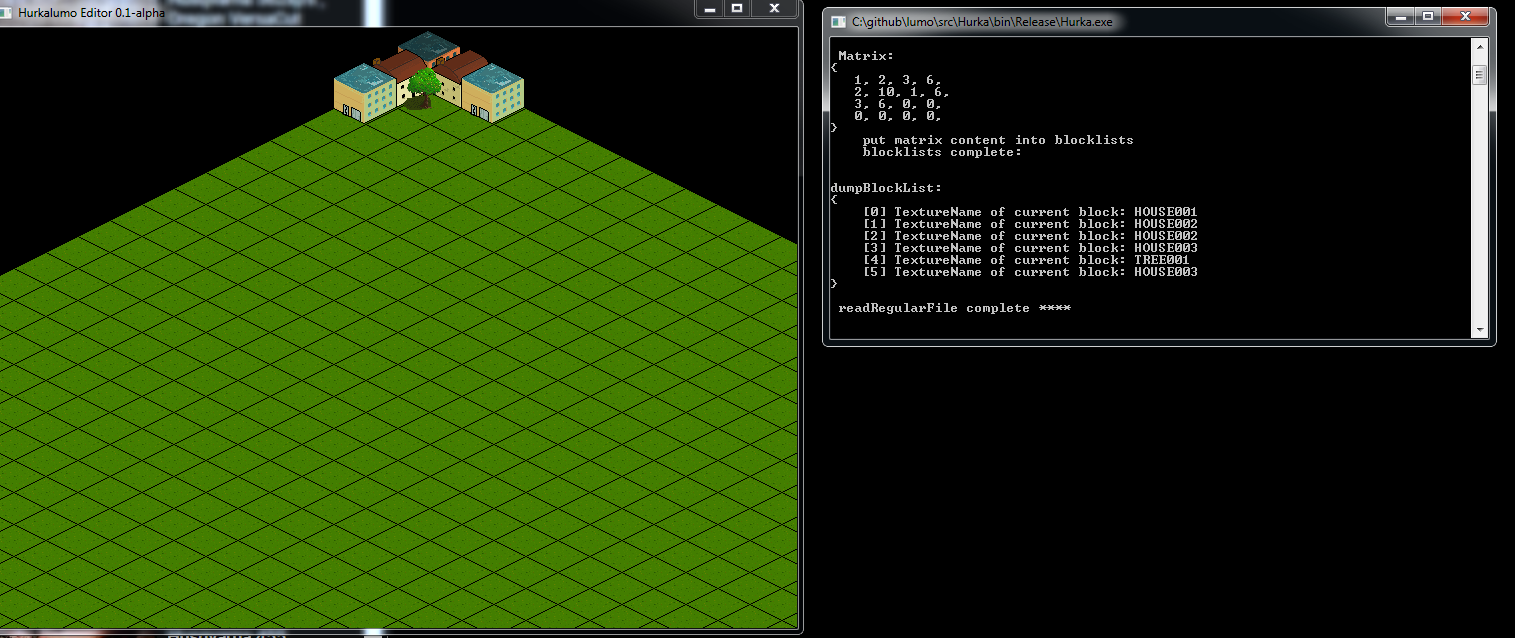 Oregon VersaCut
Hurkalumo Editor 0.1-alpha
C:\github\lumo\src\Hurka\bin\Release\Hurka.exe
Matrix:
{
1, 2, 3, 6,
2, 10, 1, 6,
3, 6, 0, 0,
0, 0, 0, 0,
}
put matrix content into blocklists
blocklists complete:
dumpBlockList:
{
[0] TextureName of current block: HOUSE001
[1] TextureName of current block: HOUSE002
[2] TextureName of current block: HOUSE002
[3] TextureName of current block: HOUSE003
[4] TextureName of current block: TREE001
[5] TextureName of current block: HOUSE003
}
readRegularFile complete ****